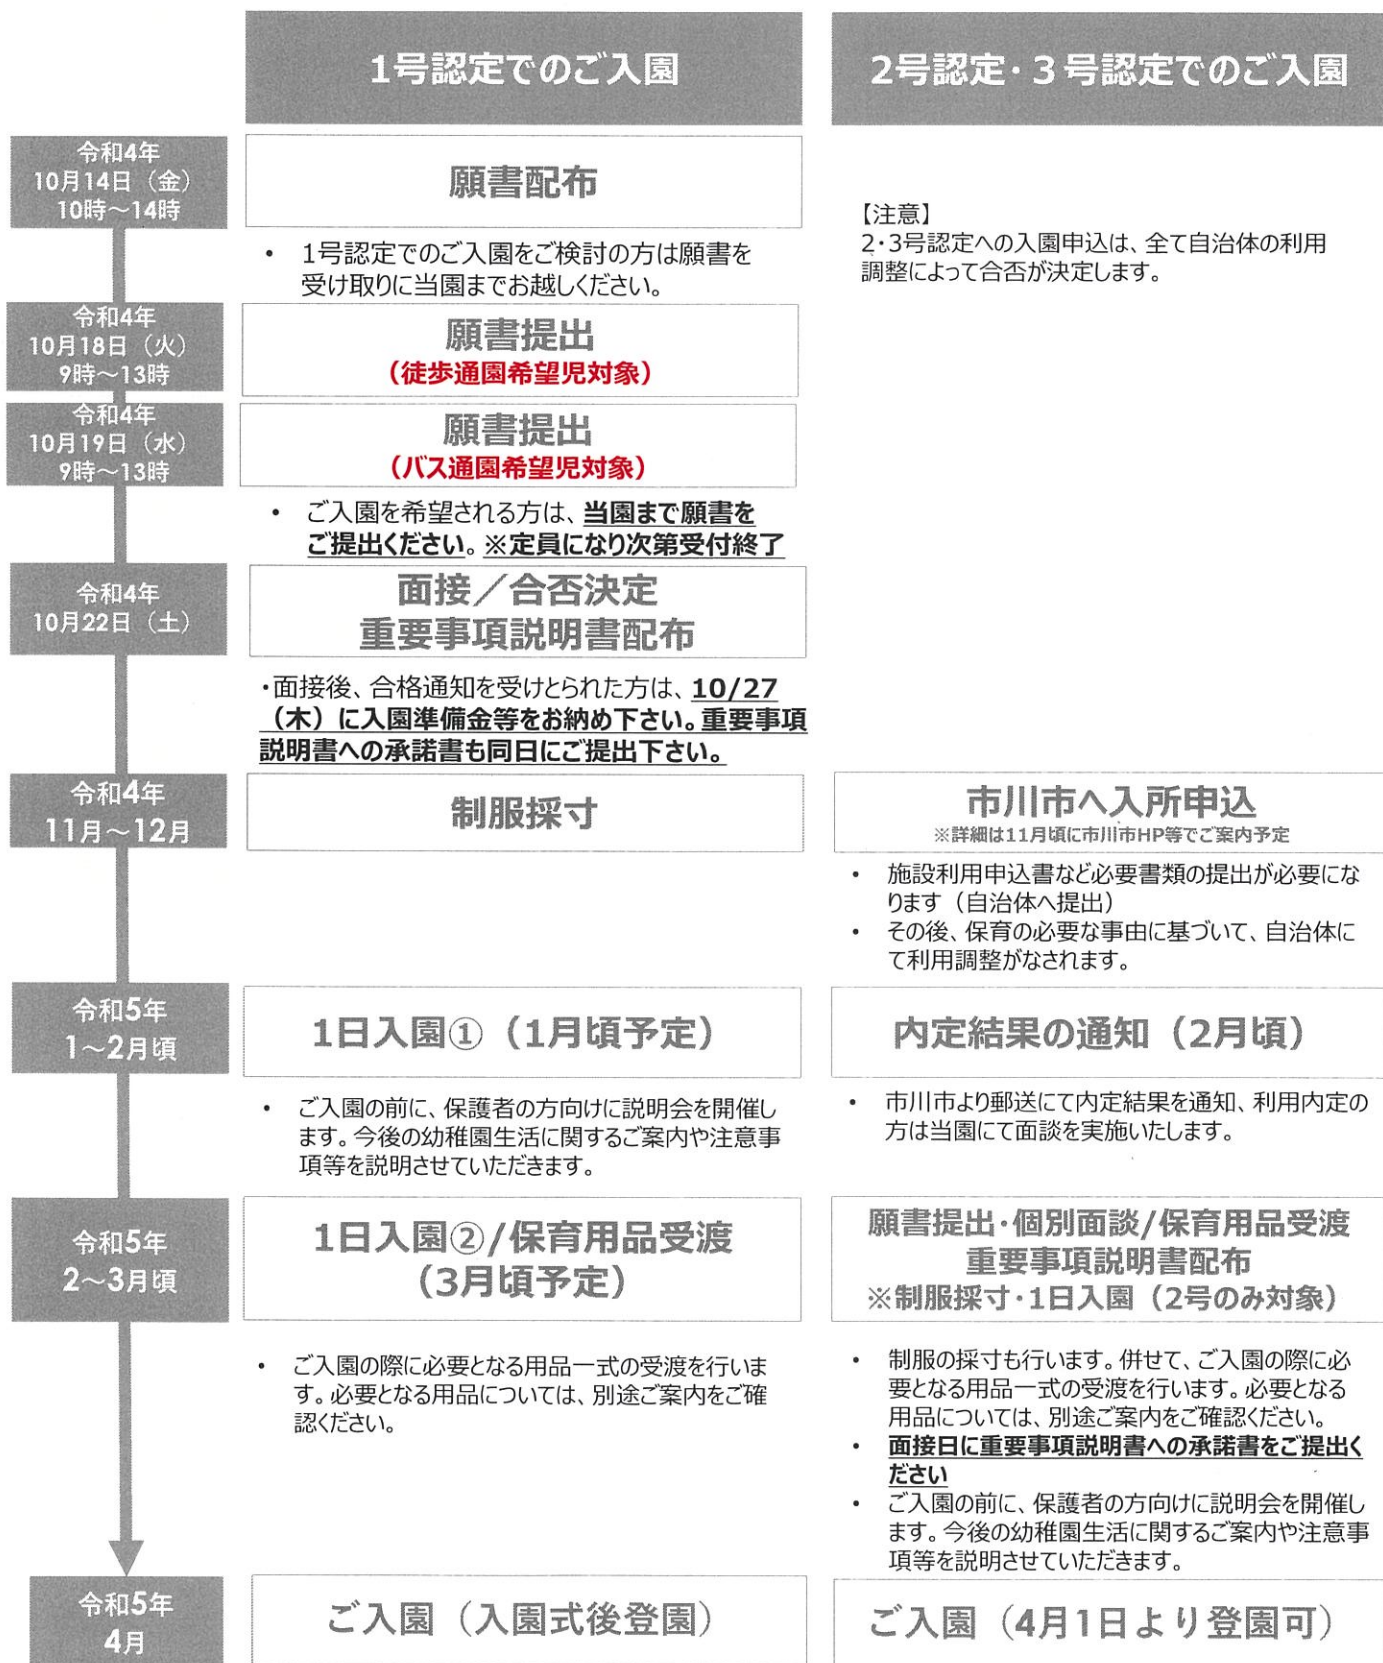 1号認定でのご入園
2号認定・３号認定でのご入園
令和4年
10月14日（金）
10時～14時
願書配布
• 1号認定でのご入園をご検討の方は願書を
受け取りに当園までお越しください。
【注意】
2・3号認定への入園申込は、全て自治体の利用
調整によって合否が決定します。
令和4年
10月18日（火）
9時～13時
願書提出
（徒歩通園希望児対象）
令和4年
10月19日（水）
9時～13時
願書提出
（バス通園希望児対象）
• ご入園を希望される方は、当園まで願書を
ご提出ください。※定員になり次第受付終了
令和4年
10月22日（土）
面接／合否決定
重要事項説明書配布
・面接後、合格通知を受けとられた方は、10/27
（木）に入園準備金等をお納め下さい。重要事項
説明書への承諾書も同日にご提出下さい。
令和4年
11月～12月
制服採寸
市川市へ入所申込
※詳細は11月頃に市川市HP等でご案内予定
• 施設利用申込書など必要書類の提出が必要にな
ります（自治体へ提出）
• その後、保育の必要な事由に基づいて、自治体に
て利用調整がなされます。
令和5年
1～2月頃
1日入園①（1月頃予定）
内定結果の通知（2月頃）
• ご入園の前に、保護者の方向けに説明会を開催し
ます。今後の幼稚園生活に関するご案内や注意事
項等を説明させていただきます。
• 市川市より郵送にて内定結果を通知、利用内定の
方は当園にて面談を実施いたします。
令和5年
2～3月頃
1日入園②/保育用品受渡
（3月頃予定）
願書提出・個別面談/保育用品受渡
重要事項説明書配布
※制服採寸・1日入園（2号のみ対象）
• ご入園の際に必要となる用品一式の受渡を行いま
す。必要となる用品については、別途ご案内をご確
認ください。
• 制服の採寸も行います。併せて、ご入園の際に必
要となる用品一式の受渡を行います。必要となる
用品については、別途ご案内をご確認ください。
• 面接日に重要事項説明書への承諾書をご提出く
ださい
• ご入園の前に、保護者の方向けに説明会を開催し
ます。今後の幼稚園生活に関するご案内や注意事
項等を説明させていただきます。
令和5年
4月
ご入園（入園式後登園）
ご入園（4月1日より登園可）